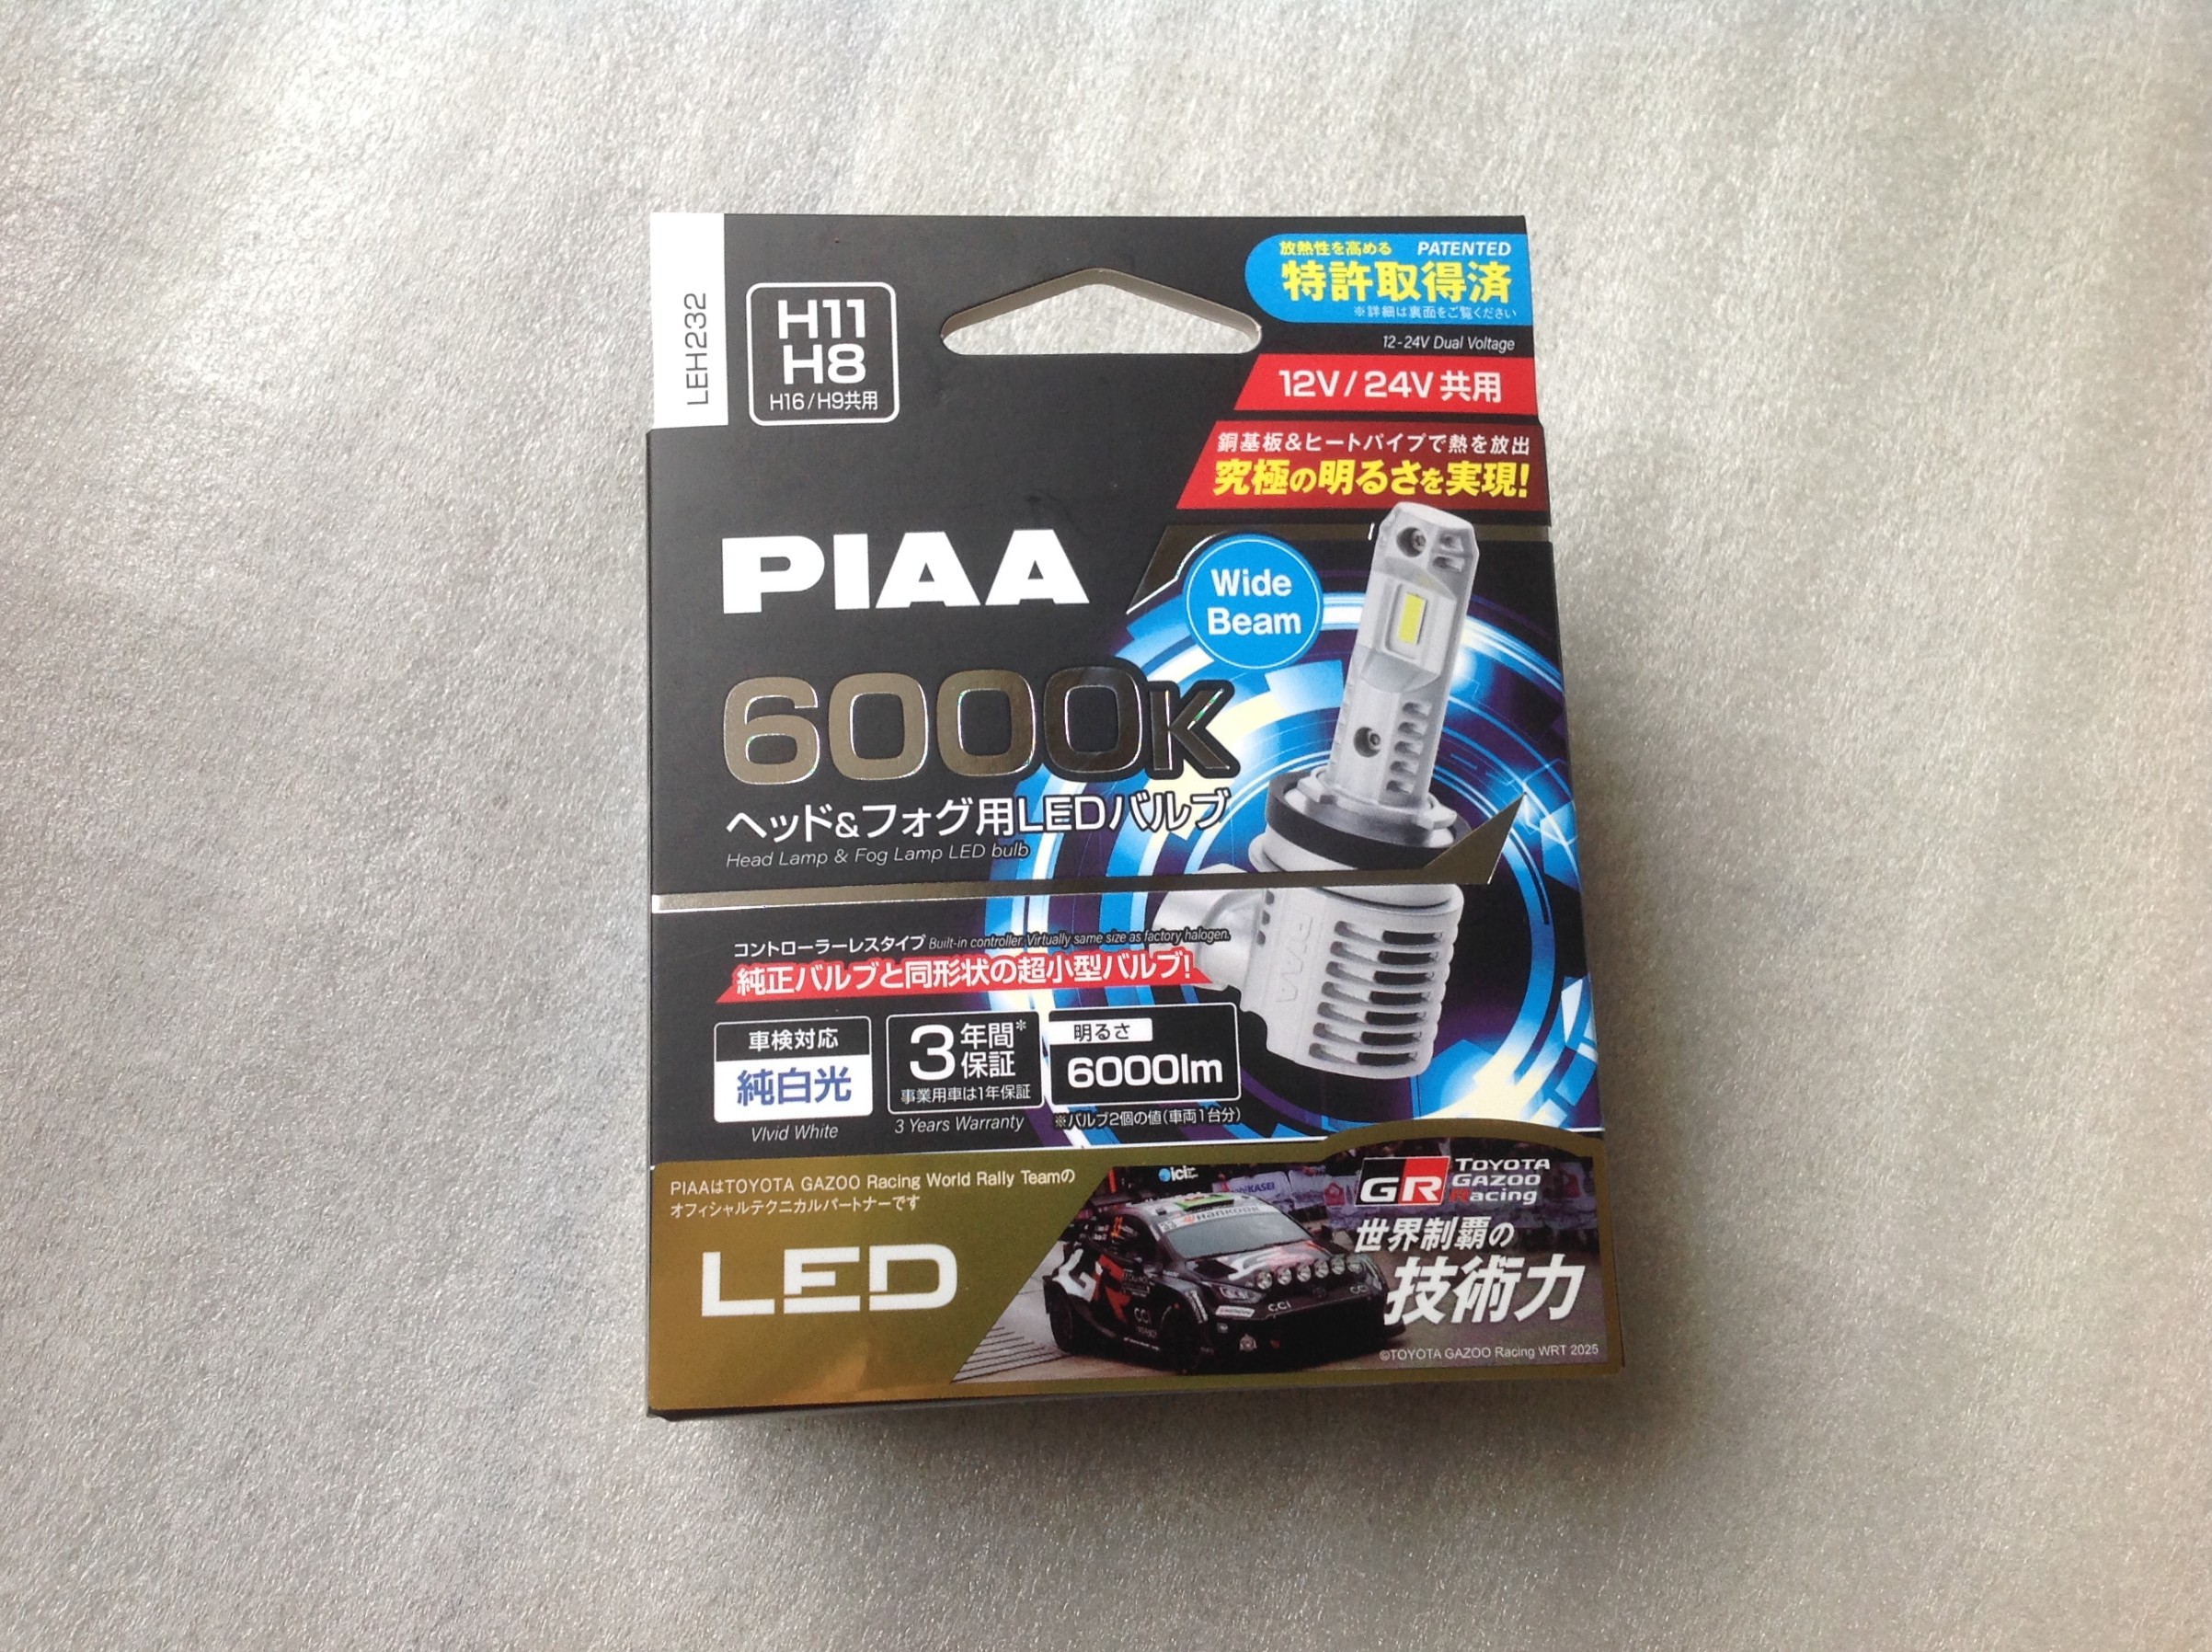 LEH232
H11
H8
H16/H9共用
放熱性を高める PATENTED
特許取得済
※詳細は裏面をご覧ください
12-24V Dual Voltage
12V/24V共用
銅基板&ヒートパイプで熱を放出
究極の明るさを実現!
PIAA
Wide
Beam
6000K
ヘッド&フォグ用LEDバルブ
Head Lamp & Fog Lamp LED bulb
コントローラーレスタイプ Built-in controller. Virtually same size as factory halogen.
純正バルブと同形状の超小型バルブ!
PIAA
車検対応
純白光
VIvid White
3年間*
保証
事業用車は1年保証
3 Years Warranty
明るさ
6000lm
※バルブ2個の値(車両1台分)
PIAAはTOYOTA GAZOO Racing World Rally Teamの
オフィシャルテクニカルパートナーです
LED
GR TOYOTA
GAZOO
Racing
世界制覇の
技術力
HANKOOK
CCI
©TOYOTA GAZOO Racing WRT 2025